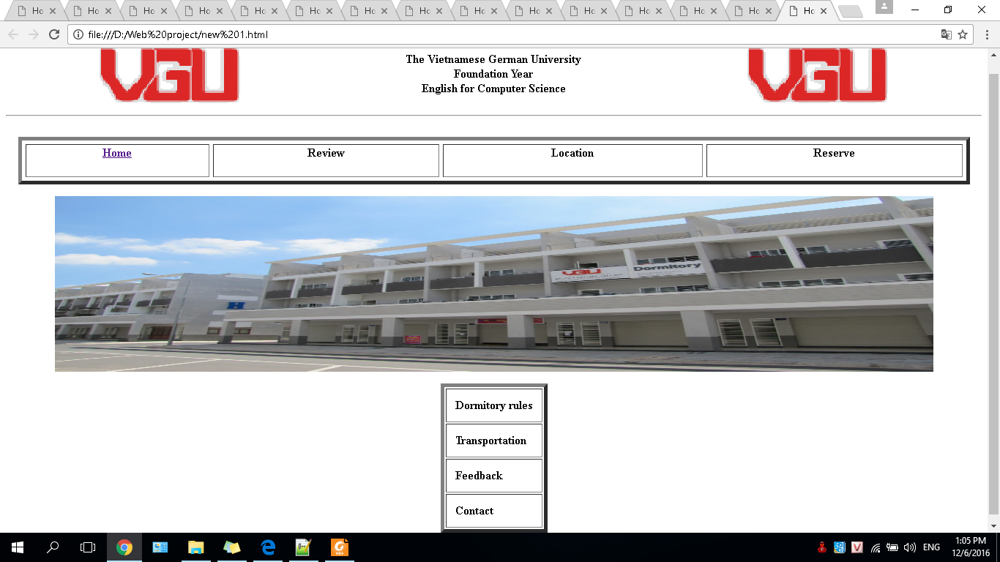 Ho Ho Ho Ho Ho Ho Ho Ho Ho Ho Ho Ho Ho Ho Ho
file:///D:/Web%20project/new%201.html
VGU
The Vietnamese German University
Foundation Year
English for Computer Science
VGU
Home Review Location Reserve
VGU
Dormitory
Dormitory rules
Transportation
Feedback
Contact
ENG
1:05 PM
12/6/2016